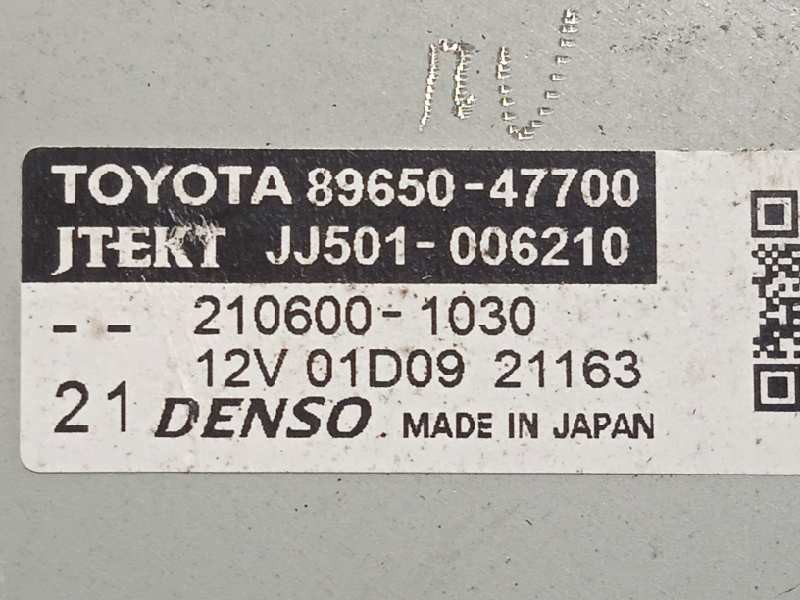 TOYOTA 89650-47700
JTEKT JJ501-006210
-- 210600-1030
12V 01D09 21163
21 DENSO MADE IN JAPAN